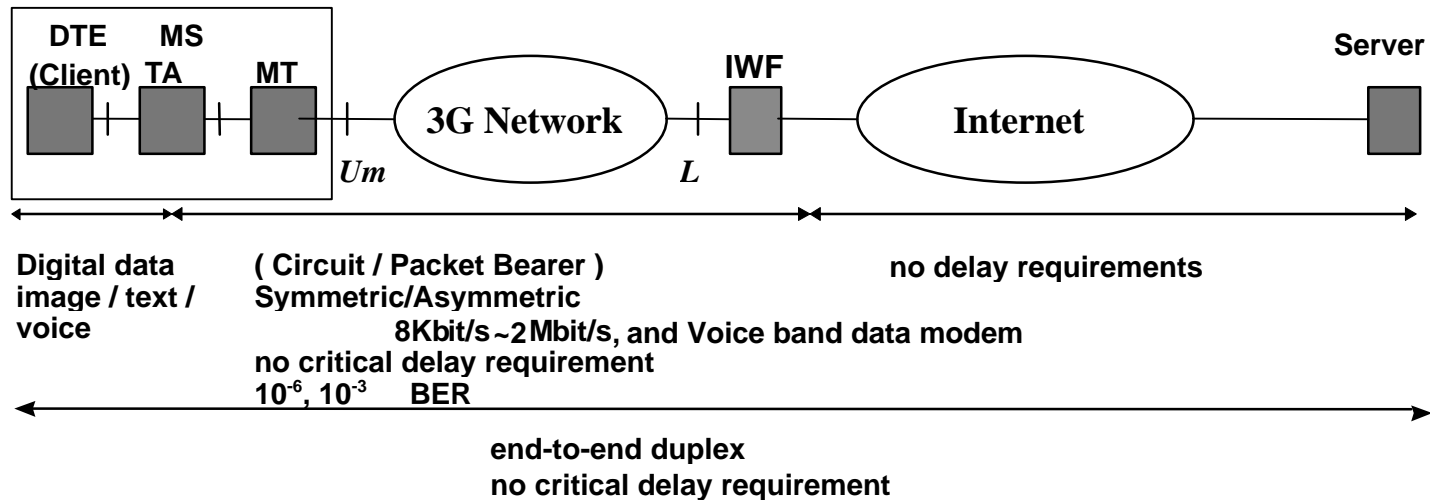 DTE MS
(Client) TA MT
IWF
Server
3G Network
Internet
Um
L
Digital data
image / text /
voice
( Circuit / Packet Bearer )
Symmetric/Asymmetric
8Kbit/s ~2Mbit/s, and Voice band data modem
no critical delay requirement
10⁻⁶, 10⁻³ BER
no delay requirements
end-to-end duplex
no critical delay requirement